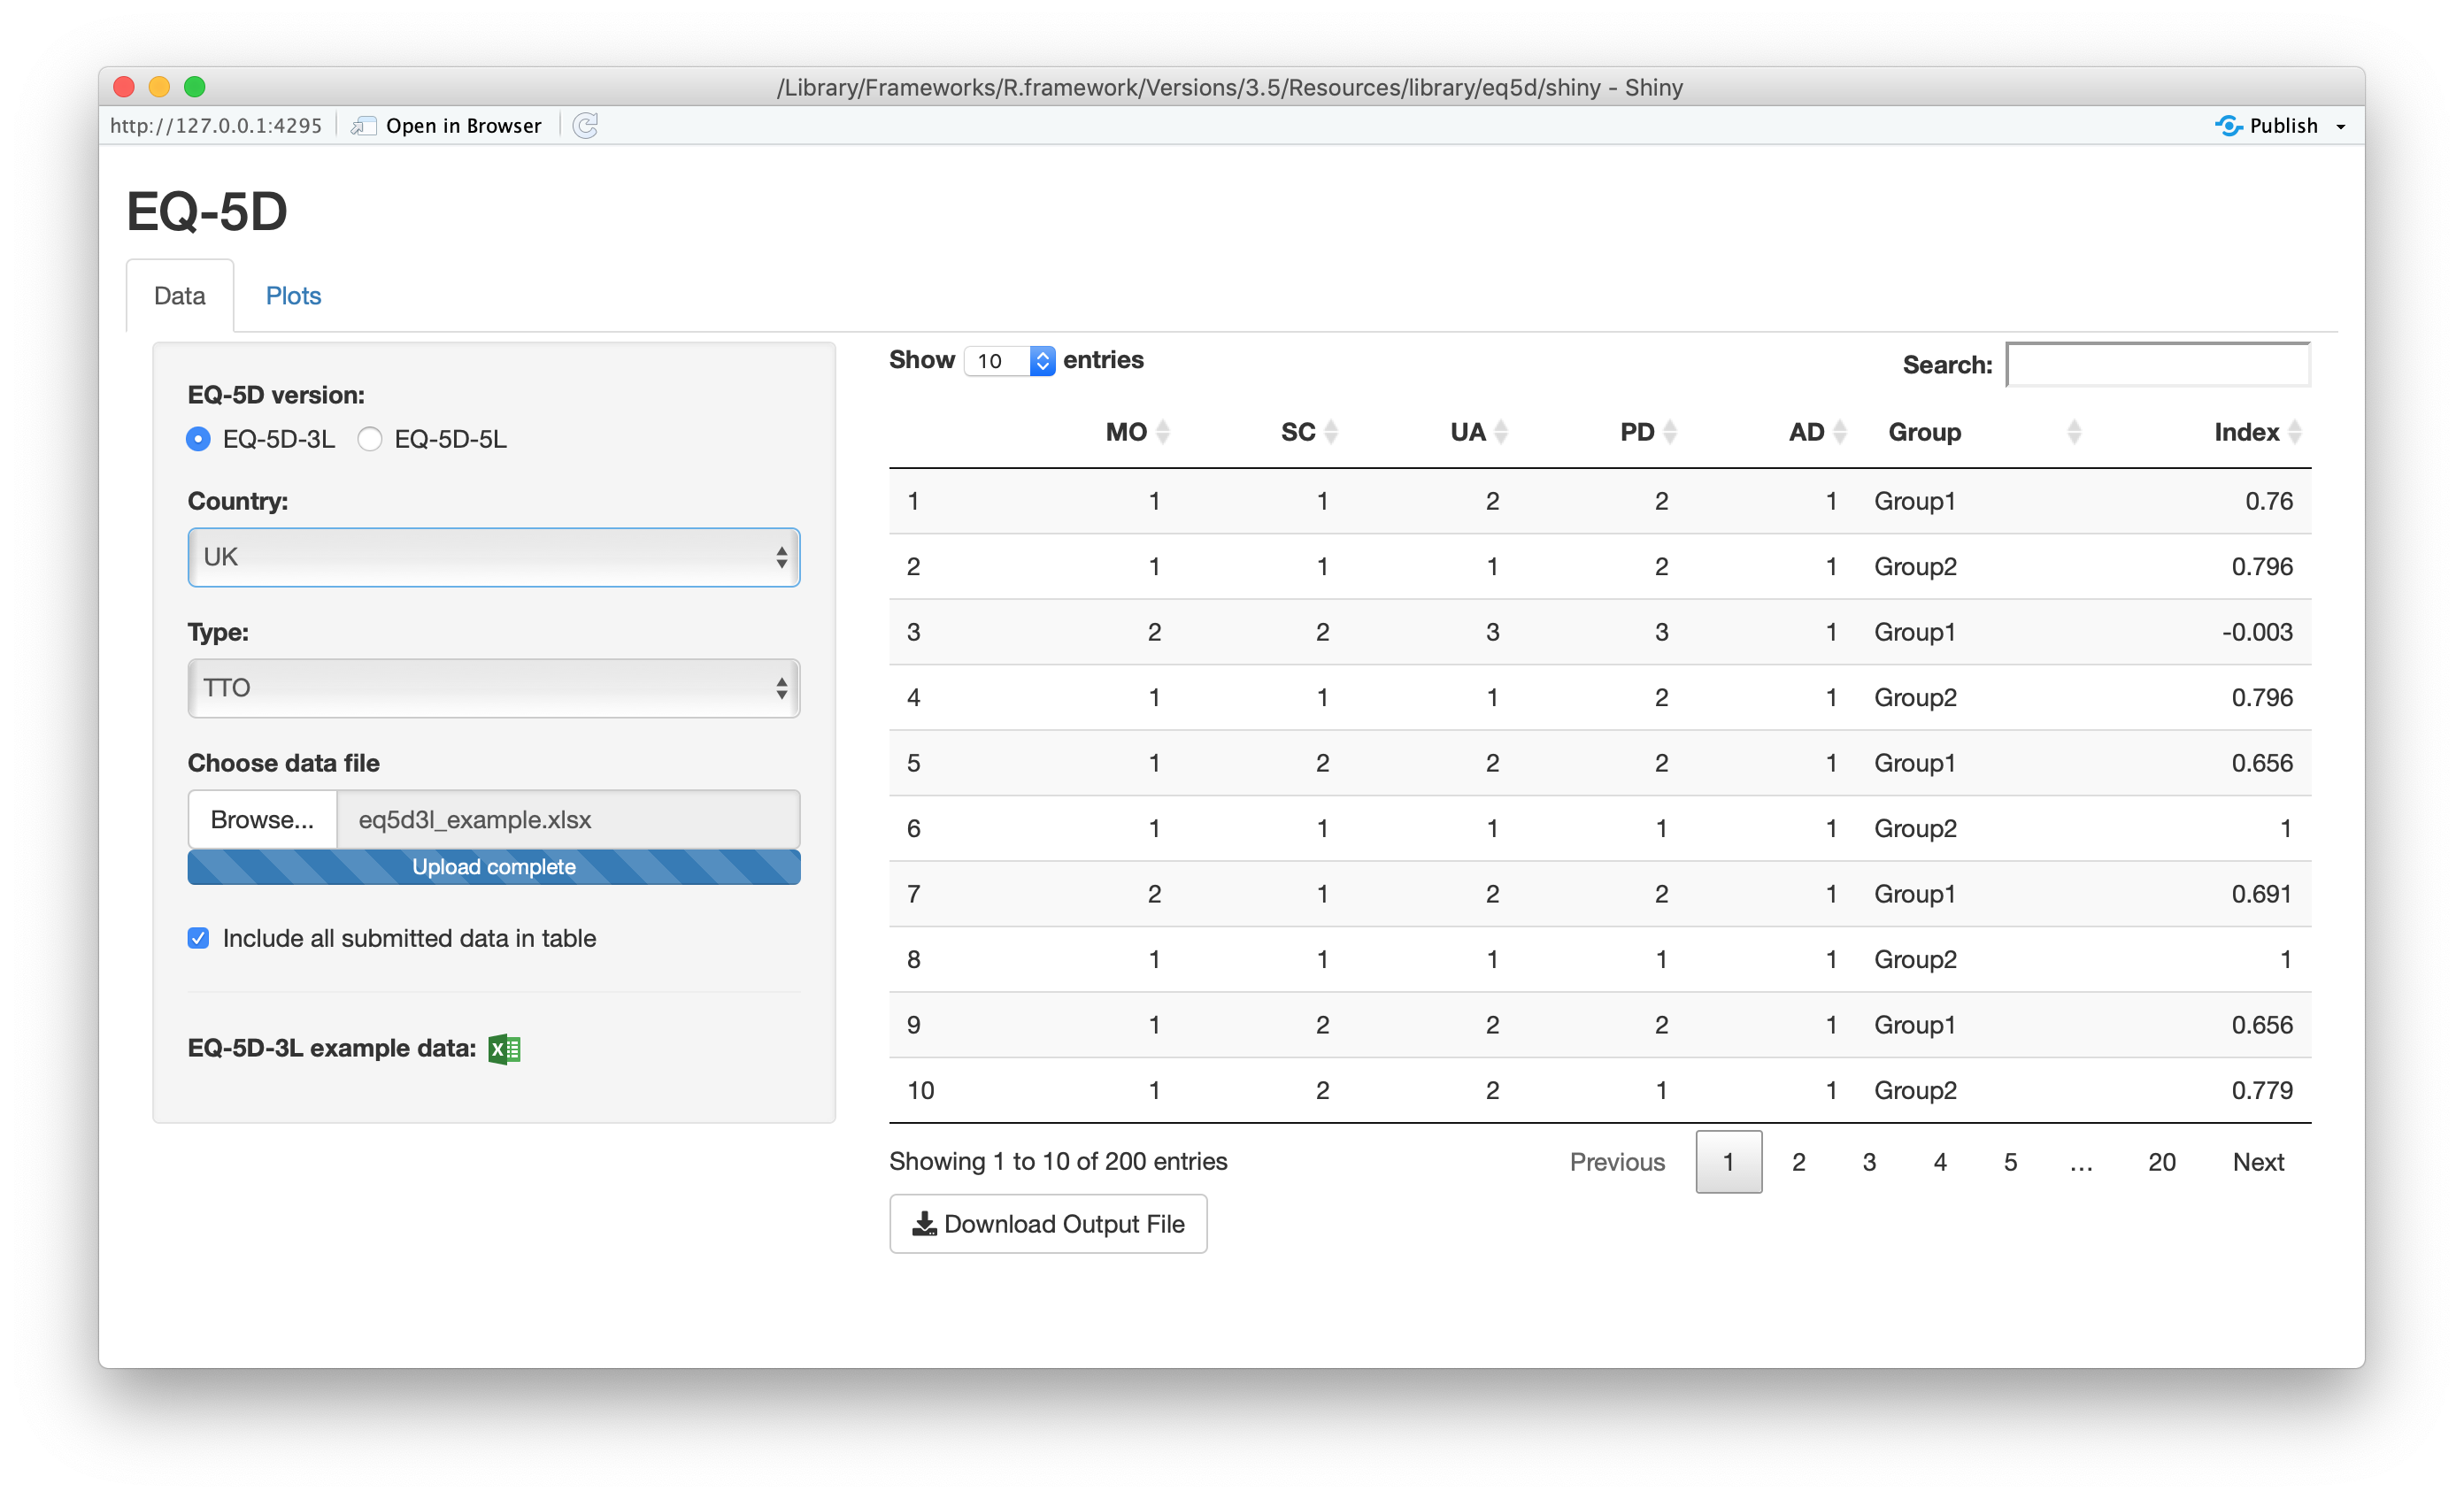 /Library/Frameworks/R.framework/Versions/3.5/Resources/library/eq5d/shiny - Shiny
http://127.0.0.1:4295 Open in Browser Publish
EQ-5D
Data Plots
EQ-5D version:
EQ-5D-3L EQ-5D-5L
Country:
UK
Type:
TTO
Choose data file
Browse... eq5d3l_example.xlsx
Upload complete
Include all submitted data in table
EQ-5D-3L example data:
Show 10 entries Search:
MO SC UA PD AD Group Index
1 1 1 2 2 1 Group1 0.76
2 1 1 1 2 1 Group2 0.796
3 2 2 3 3 1 Group1 -0.003
4 1 1 1 2 1 Group2 0.796
5 1 2 2 2 1 Group1 0.656
6 1 1 1 1 1 Group2 1
7 2 1 2 2 1 Group1 0.691
8 1 1 1 1 1 Group2 1
9 1 2 2 2 1 Group1 0.656
10 1 2 2 1 1 Group2 0.779
Showing 1 to 10 of 200 entries Previous 1 2 3 4 5 ... 20 Next
Download Output File